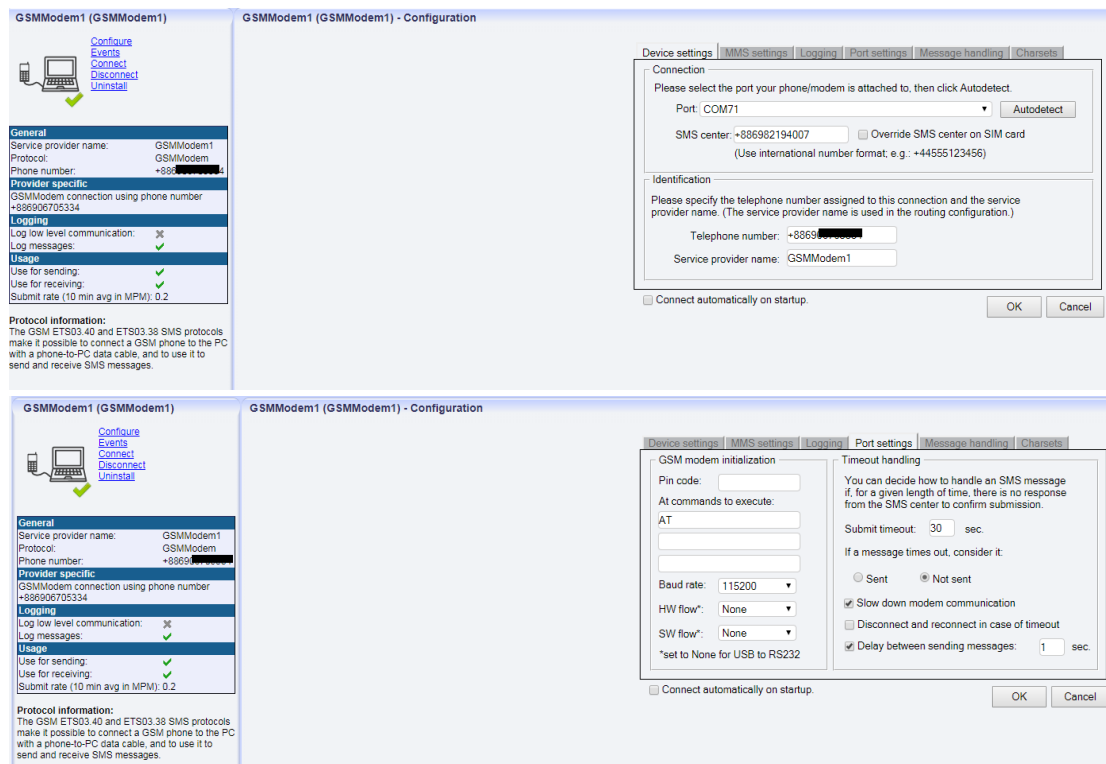 GSMModem1 (GSMModem1)
GSMModem1 (GSMModem1) - Configuration
Configure
Events
Connect
Disconnect
Uninstall
General
Service provider name: GSMModem1
Protocol: GSMModem
Phone number: +886 4
Provider specific
GSMModem connection using phone number
+886906705334
Logging
Log low level communication:
Log messages:
Usage
Use for sending:
Use for receiving:
Submit rate (10 min avg in MPM): 0.2
Protocol information:
The GSM ETS03.40 and ETS03.38 SMS protocols
make it possible to connect a GSM phone to the PC
with a phone-to-PC data cable, and to use it to
send and receive SMS messages.
Device settings MMS settings Logging Port settings Message handling Charsets
Connection
Please select the port your phone/modem is attached to, then click Autodetect.
Port: COM71 Autodetect
SMS center: +886982194007 Override SMS center on SIM card
(Use international number format; e.g.: +44555123456)
Identification
Please specify the telephone number assigned to this connection and the service
provider name. (The service provider name is used in the routing configuration.)
Telephone number: +8869
Service provider name: GSMModem1
Connect automatically on startup.
OK Cancel
GSMModem1 (GSMModem1)
GSMModem1 (GSMModem1) - Configuration
Configure
Events
Connect
Disconnect
Uninstall
General
Service provider name: GSMModem1
Protocol: GSMModem
Phone number: +8869
Provider specific
GSMModem connection using phone number
+886906705334
Logging
Log low level communication:
Log messages:
Usage
Use for sending:
Use for receiving:
Submit rate (10 min avg in MPM): 0.2
Protocol information:
The GSM ETS03.40 and ETS03.38 SMS protocols
make it possible to connect a GSM phone to the PC
with a phone-to-PC data cable, and to use it to
send and receive SMS messages.
Device settings MMS settings Logging Port settings Message handling Charsets
GSM modem initialization
Pin code:
At commands to execute:
AT
Baud rate: 115200
HW flow*: None
SW flow*: None
*set to None for USB to RS232
Timeout handling
You can decide how to handle an SMS message
if, for a given length of time, there is no response
from the SMS center to confirm submission.
Submit timeout: 30 sec.
If a message times out, consider it:
Sent Not sent
Slow down modem communication
Disconnect and reconnect in case of timeout
Delay between sending messages: 1 sec.
Connect automatically on startup.
OK Cancel